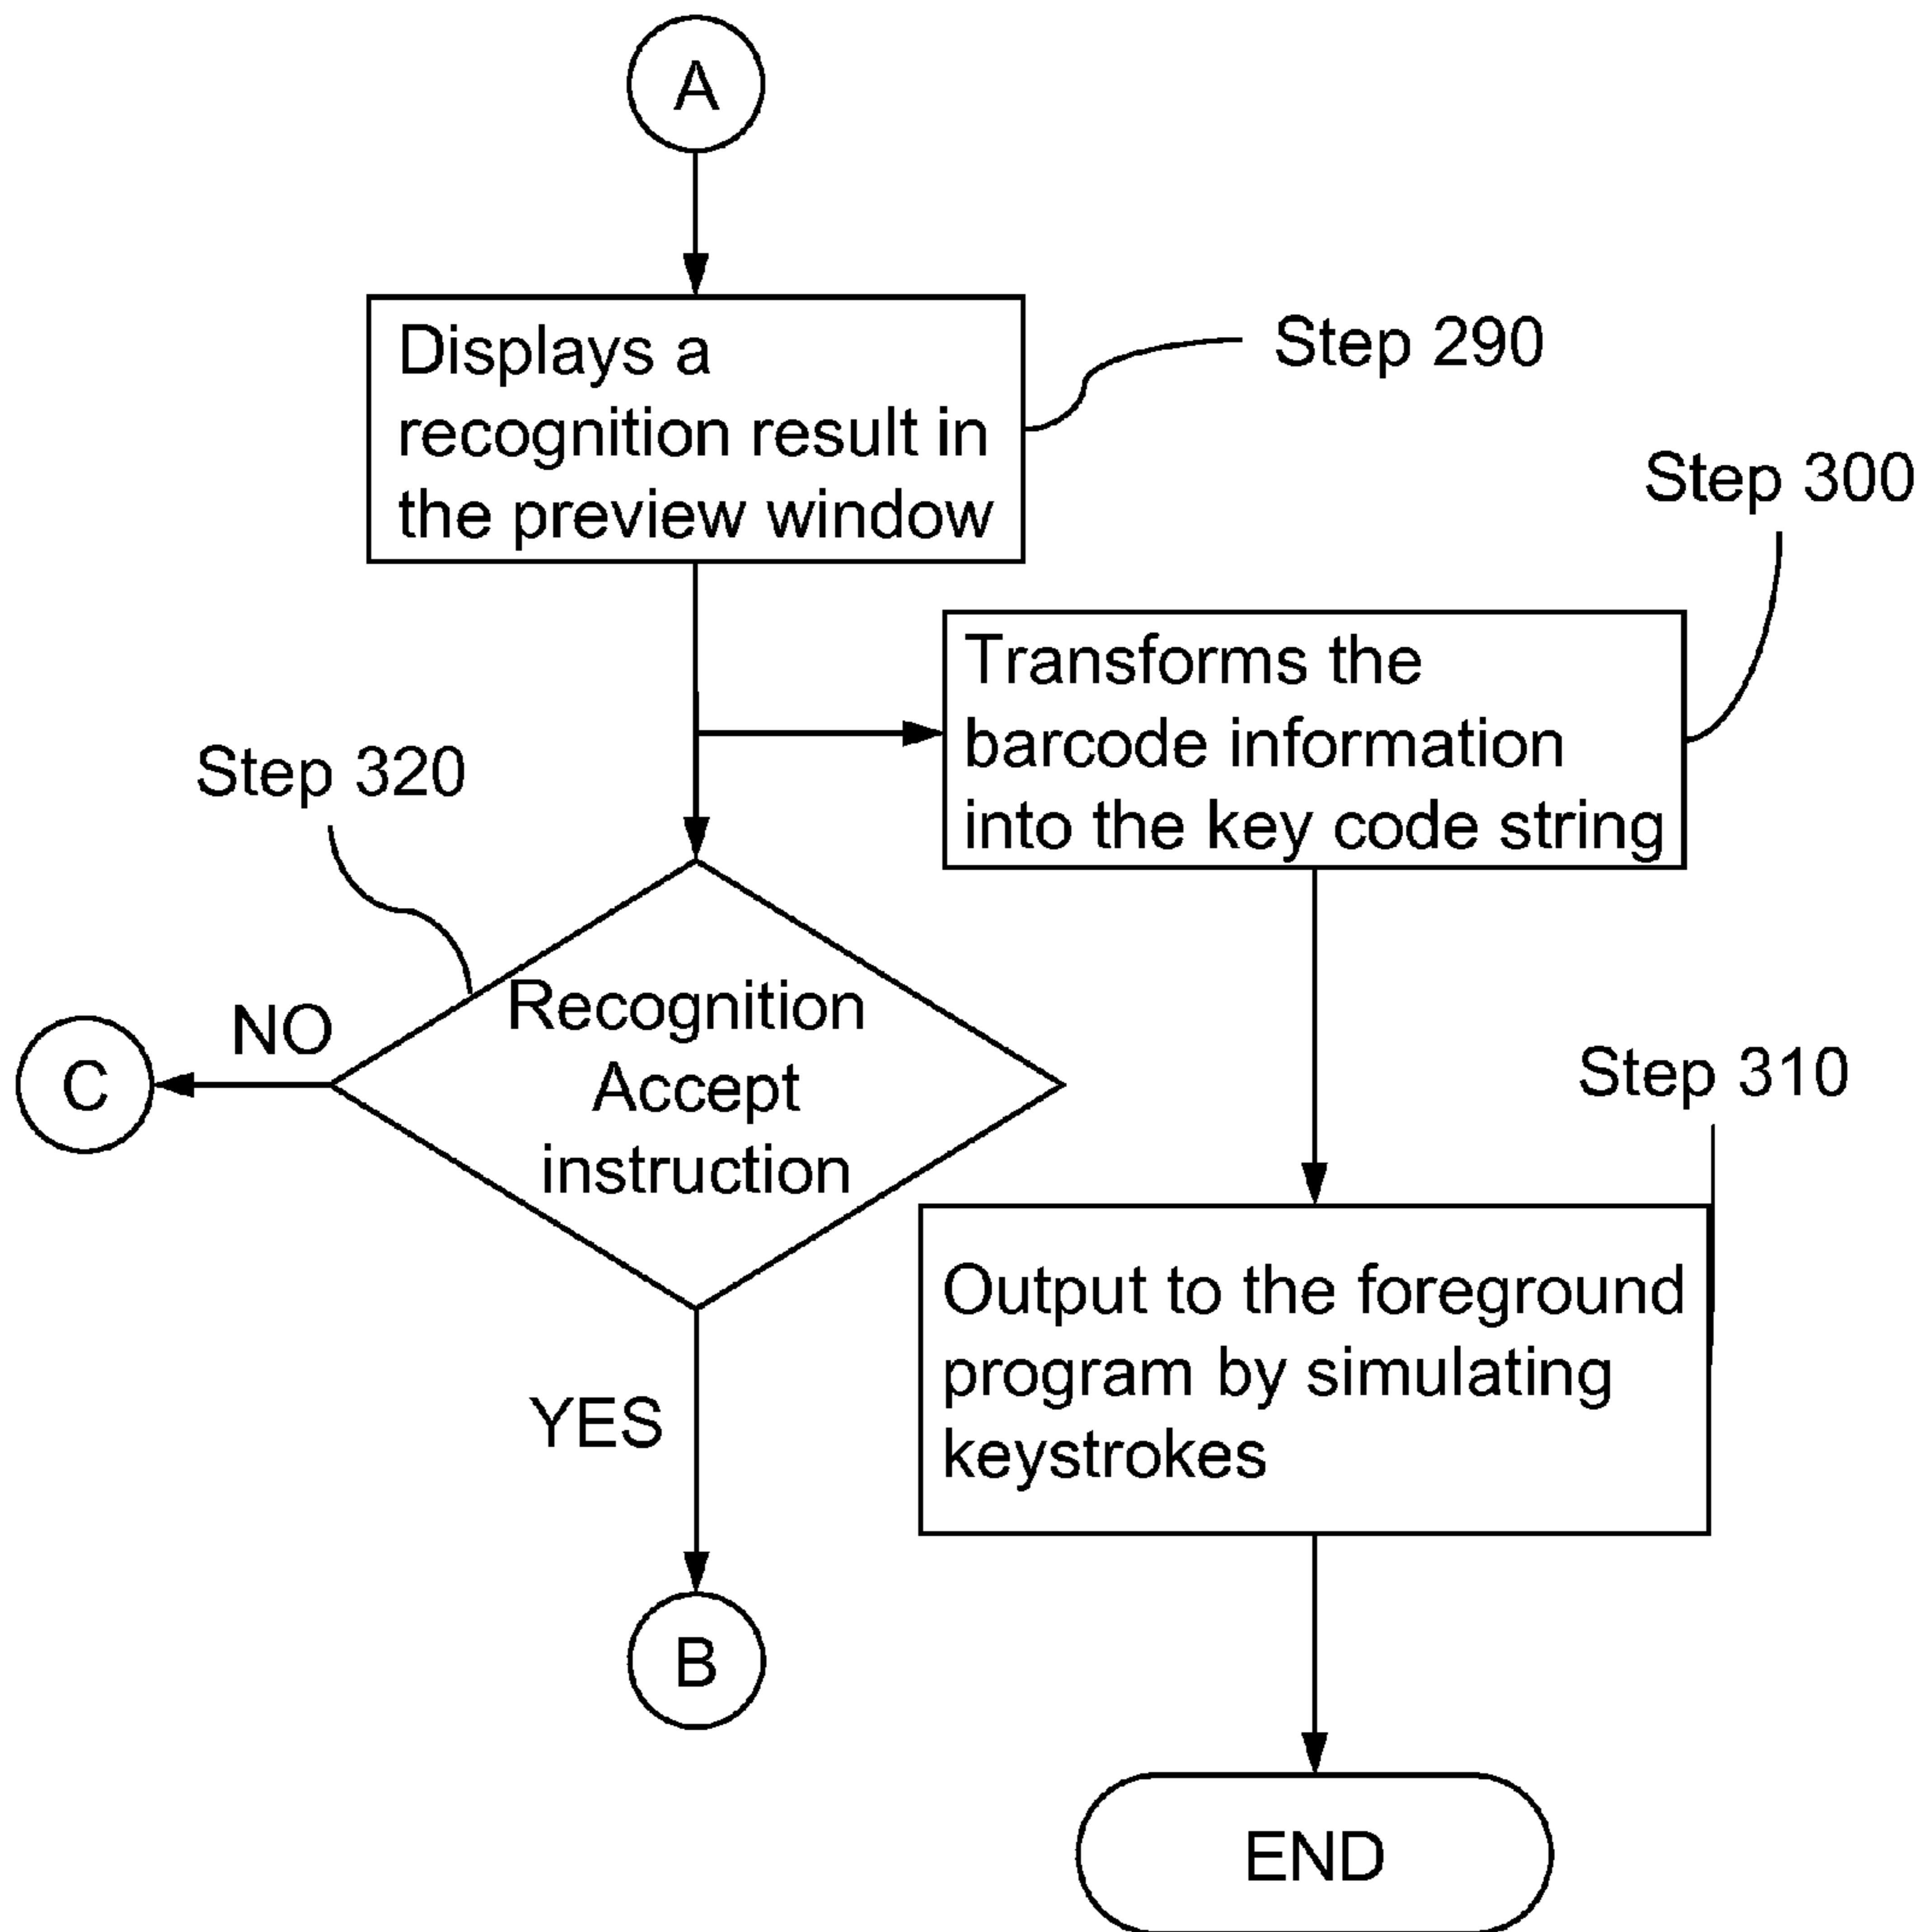 A
Displays a
recognition result in
the preview window
Step 290
Step 300
Transforms the
barcode information
into the key code string
Step 320
Recognition
Accept
instruction
NO
C
Step 310
Output to the foreground
program by simulating
keystrokes
YES
B
END